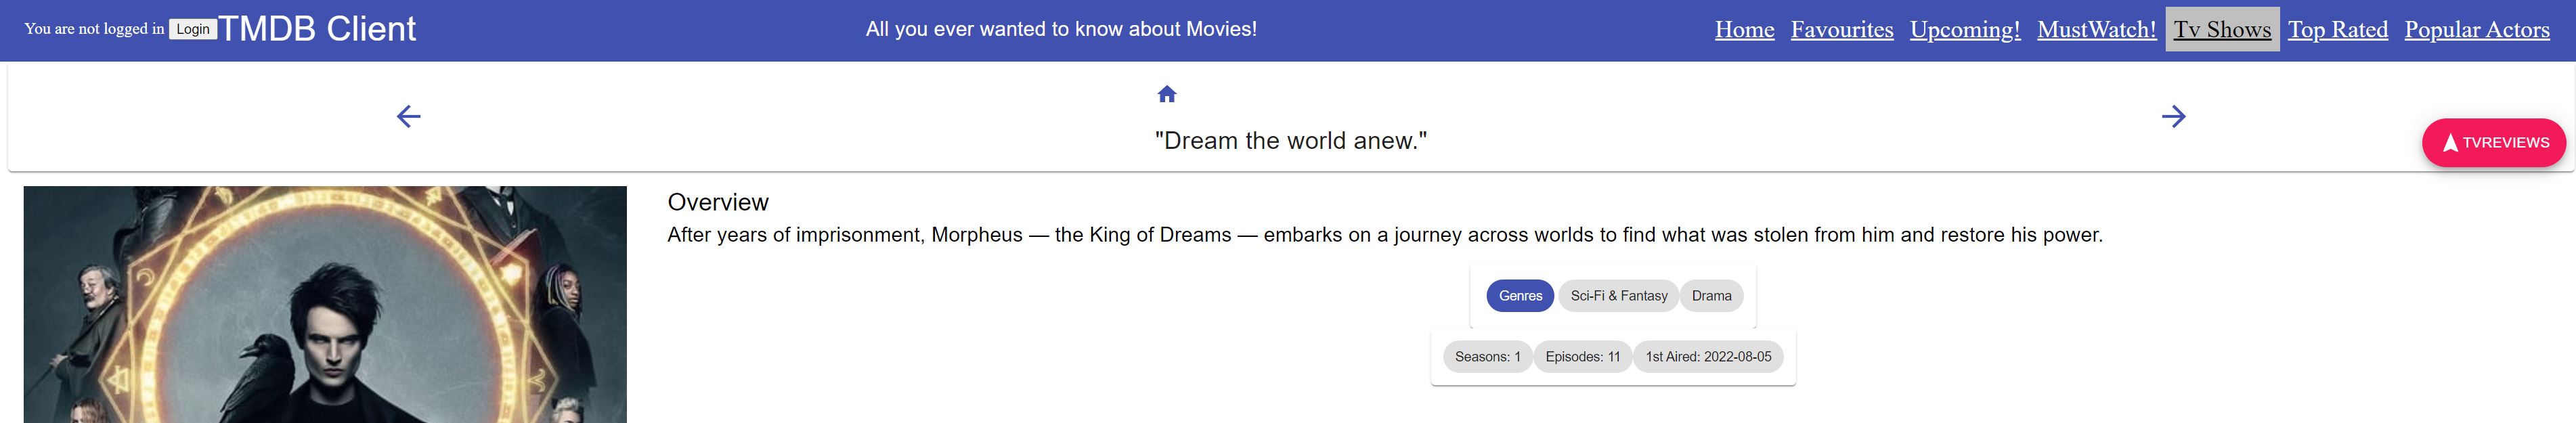 You are not logged in Login TMDB Client All you ever wanted to know about Movies! Home Favourites Upcoming! MustWatch! Tv Shows Top Rated Popular Actors
"Dream the world anew."
TVREVIEWS
Overview
After years of imprisonment, Morpheus — the King of Dreams — embarks on a journey across worlds to find what was stolen from him and restore his power.
Genres Sci-Fi & Fantasy Drama
Seasons: 1 Episodes: 11 1st Aired: 2022-08-05